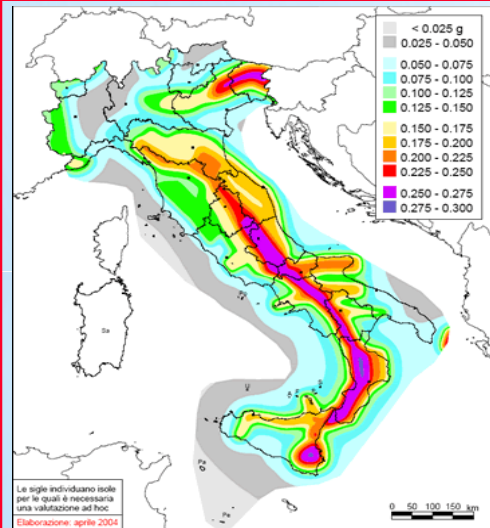 < 0.025 g
0.025 - 0.050
0.050 - 0.075
0.075 - 0.100
0.100 - 0.125
0.125 - 0.150
0.150 - 0.175
0.175 - 0.200
0.200 - 0.225
0.225 - 0.250
0.250 - 0.275
0.275 - 0.300
Sa
U
A
Pa
Pe
Le sigle individuano isole
per le quali è necessaria
una valutazione ad hoc
Elaborazione: aprile 2004
0 50 100 150 km